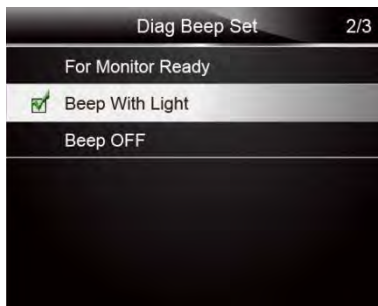 Diag Beep Set 2/3
For Monitor Ready
Beep With Light
Beep OFF